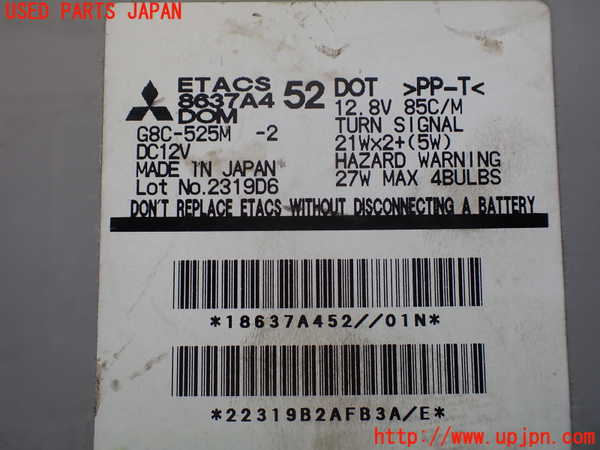 USED PARTS JAPAN
ETACS
8637A4 52
DOM
G8C-525M -2
DC12V
MADE IN JAPAN
Lot No.2319D6
DOT >PP-T<
12.8V 85C/M
TURN SIGNAL
21W×2+(5W)
HAZARD WARNING
27W MAX 4BULBS
DON'T REPLACE ETACS WITHOUT DISCONNECTING A BATTERY
*18637A452//01N*
*22319B2AFB3A/E*
UPJ http://www.upjpn.com/